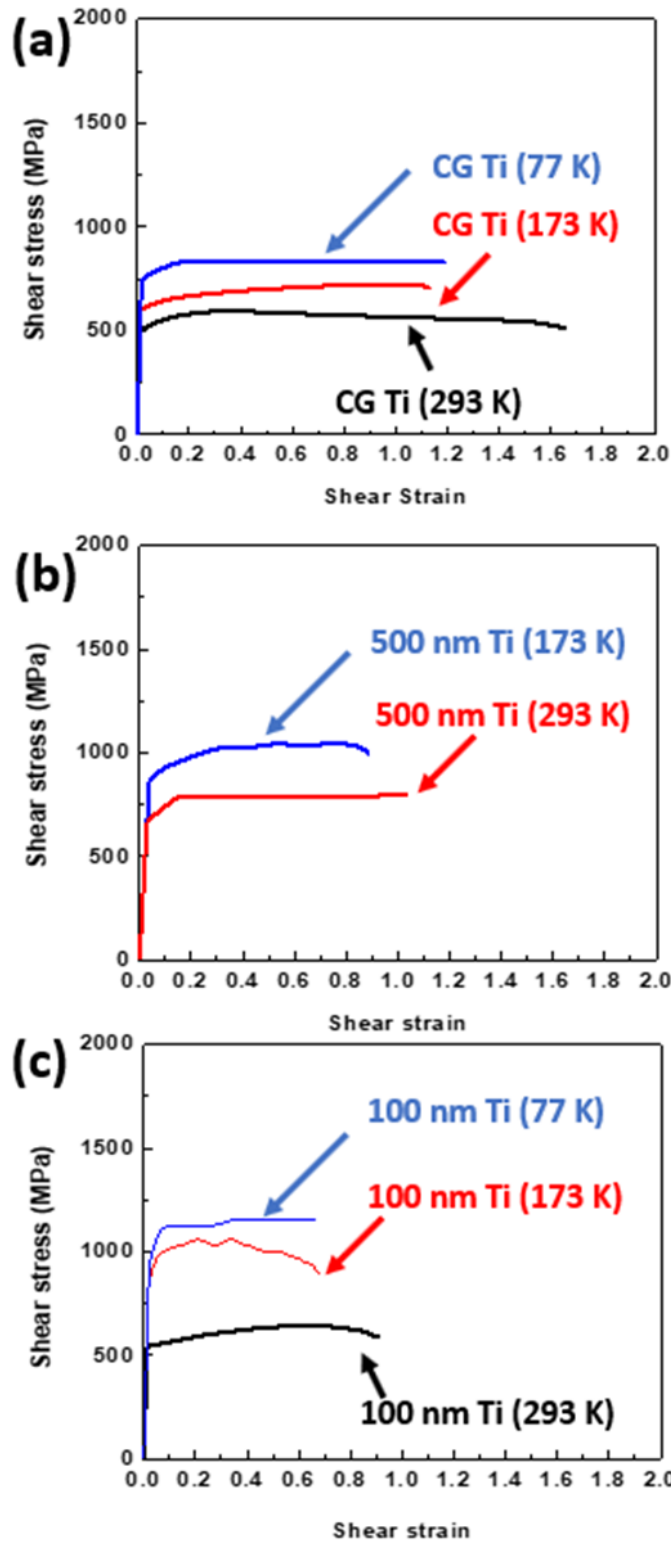 (a)
Shear stress (MPa)
2000
1500
1000
500
0
CG Ti (77 K)
CG Ti (173 K)
CG Ti (293 K)
0.0 0.2 0.4 0.6 0.8 1.0 1.2 1.4 1.6 1.8 2.0
Shear Strain
(b)
Shear stress (MPa)
2000
1500
1000
500
0
500 nm Ti (173 K)
500 nm Ti (293 K)
0.0 0.2 0.4 0.6 0.8 1.0 1.2 1.4 1.6 1.8 2.0
Shear strain
(c)
Shear stress (MPa)
2000
1500
1000
500
0
100 nm Ti (77 K)
100 nm Ti (173 K)
100 nm Ti (293 K)
0.0 0.2 0.4 0.6 0.8 1.0 1.2 1.4 1.6 1.8 2.0
Shear strain